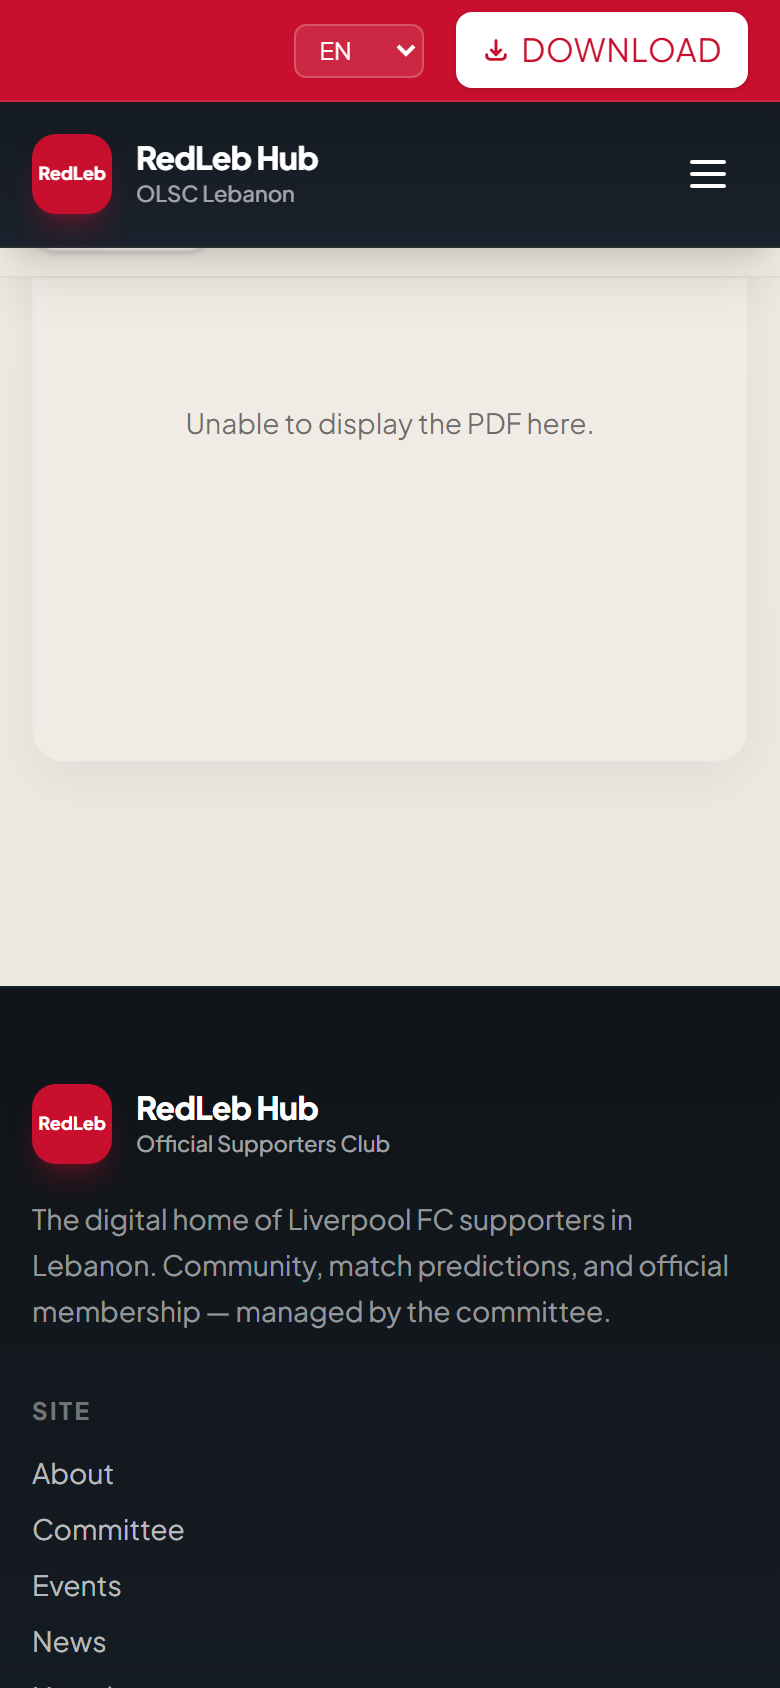 EN
DOWNLOAD
RedLeb
RedLeb Hub
OLSC Lebanon
Unable to display the PDF here.
RedLeb
RedLeb Hub
Official Supporters Club
The digital home of Liverpool FC supporters in
Lebanon. Community, match predictions, and official
membership — managed by the committee.
SITE
About
Committee
Events
News